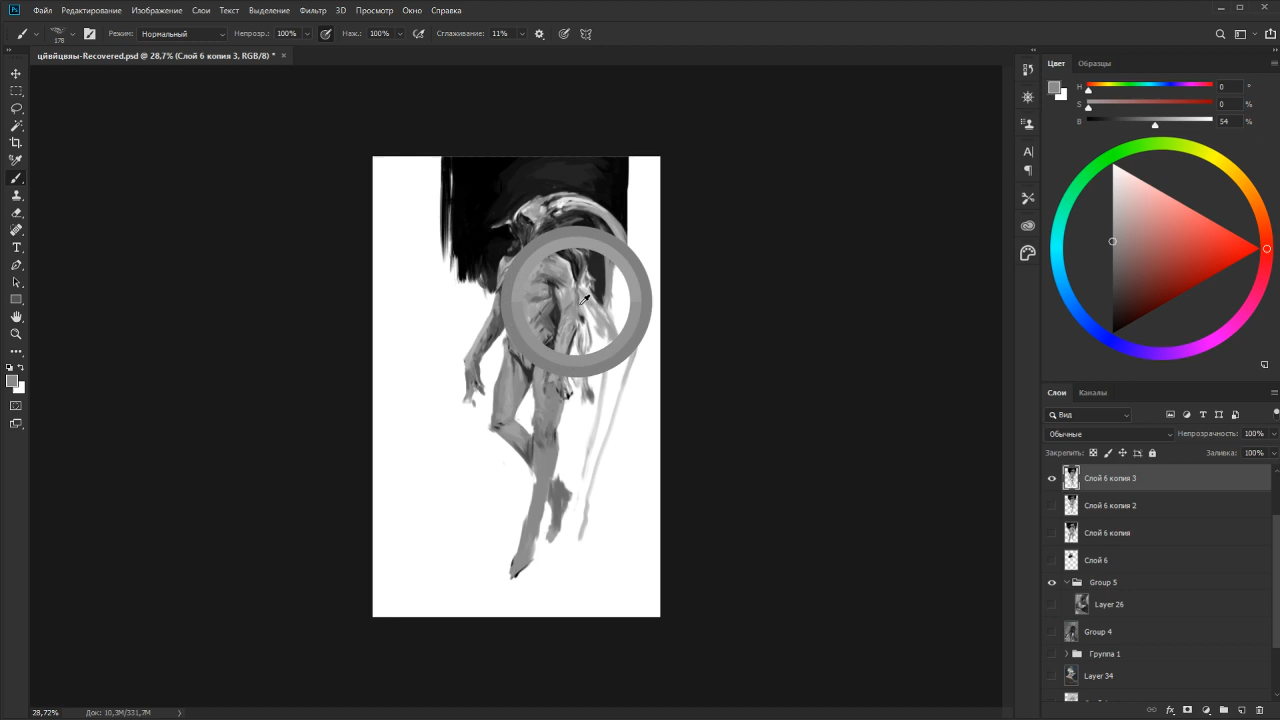 Ps Файл Редактирование Изображение Слои Текст Выделение Фильтр 3D Просмотр Окно Справка
178 Режим: Нормальный Непрозр.: 100% Наж.: 100% Сглаживание: 11%
цйвйцвяы-Recovered.psd @ 28,7% (Слой 6 копия 3, RGB/8) * ×
Цвет Образцы
H 0 °
S 0 %
B 54 %
Слои Каналы
Вид
Обычные Непрозрачность: 100%
Закрепить: Заливка: 100%
Слой 6 копия 3
Слой 6 копия 2
Слой 6 копия
Слой 6
Group 5
Layer 26
Group 4
Группа 1
Layer 34
28,72% Док: 10,3M/331,7M